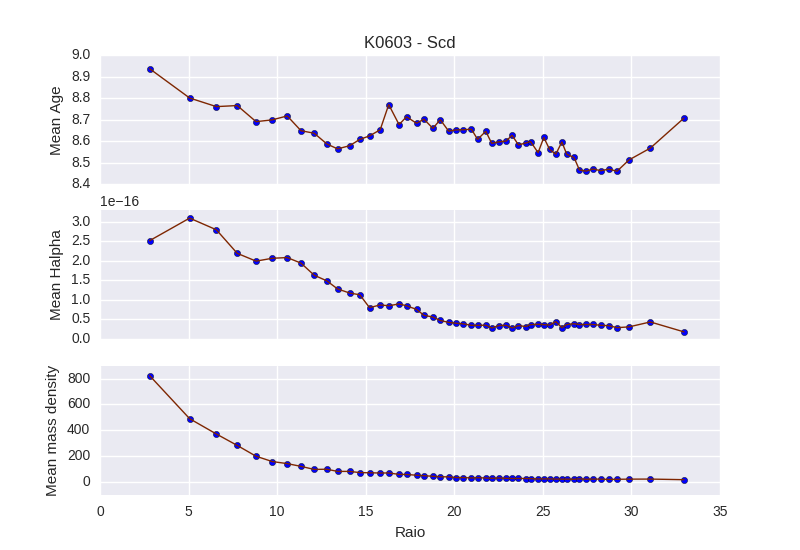 K0603 - Scd
9.0
8.9
8.8
8.7
8.6
8.5
8.4
Mean Age
1e−16
3.0
2.5
2.0
1.5
1.0
0.5
0.0
Mean Halpha
800
600
400
200
0
Mean mass density
0 5 10 15 20 25 30 35
Raio